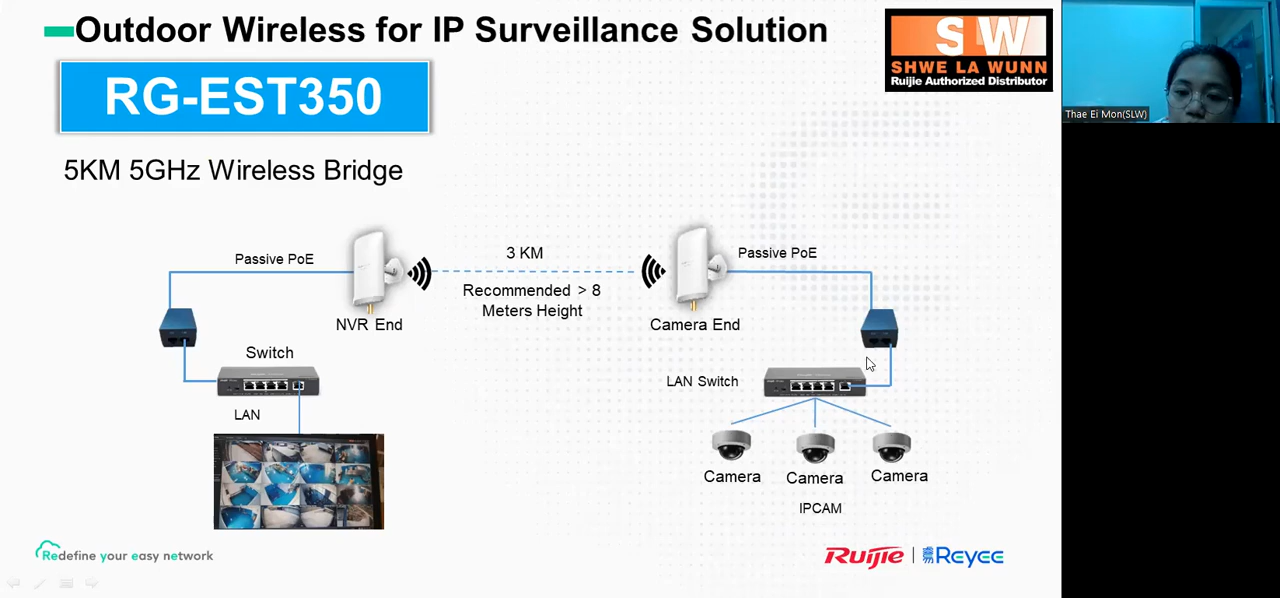 Outdoor Wireless for IP Surveillance Solution
SW
SHWE LA WUNN
Ruijie Authorized Distributor
Thae Ei Mon(SLW)
RG-EST350
5KM 5GHz Wireless Bridge
Passive PoE
3 KM
Passive PoE
Recommended > 8
Meters Height
NVR End
Camera End
Switch
LAN Switch
LAN
Camera
Camera
Camera
IPCAM
Redefine your easy network
Ruijie
Reyee